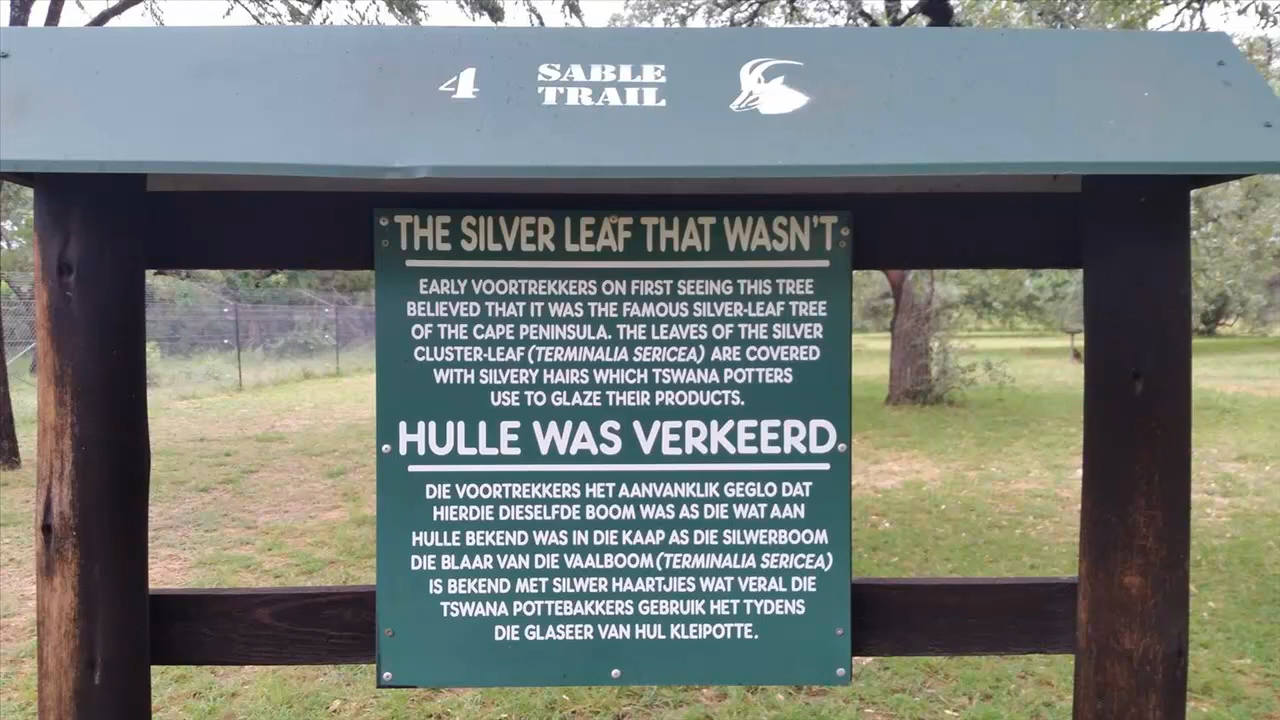 4 SABLE
TRAIL
THE SILVER LEAF THAT WASN'T
EARLY VOORTREKKERS ON FIRST SEEING THIS TREE
BELIEVED THAT IT WAS THE FAMOUS SILVER-LEAF TREE
OF THE CAPE PENINSULA. THE LEAVES OF THE SILVER
CLUSTER-LEAF (TERMINALIA SERICEA) ARE COVERED
WITH SILVERY HAIRS WHICH TSWANA POTTERS
USE TO GLAZE THEIR PRODUCTS.
HULLE WAS VERKEERD
DIE VOORTREKKERS HET AANVANKLIK GEGLO DAT
HIERDIE DIESELFDE BOOM WAS AS DIE WAT AAN
HULLE BEKEND WAS IN DIE KAAP AS DIE SILWERBOOM
DIE BLAAR VAN DIE VAALBOOM (TERMINALIA SERICEA)
IS BEKEND MET SILWER HAARTJIES WAT VERAL DIE
TSWANA POTTEBAKKERS GEBRUIK HET TYDENS
DIE GLASEER VAN HUL KLEIPOTTE.